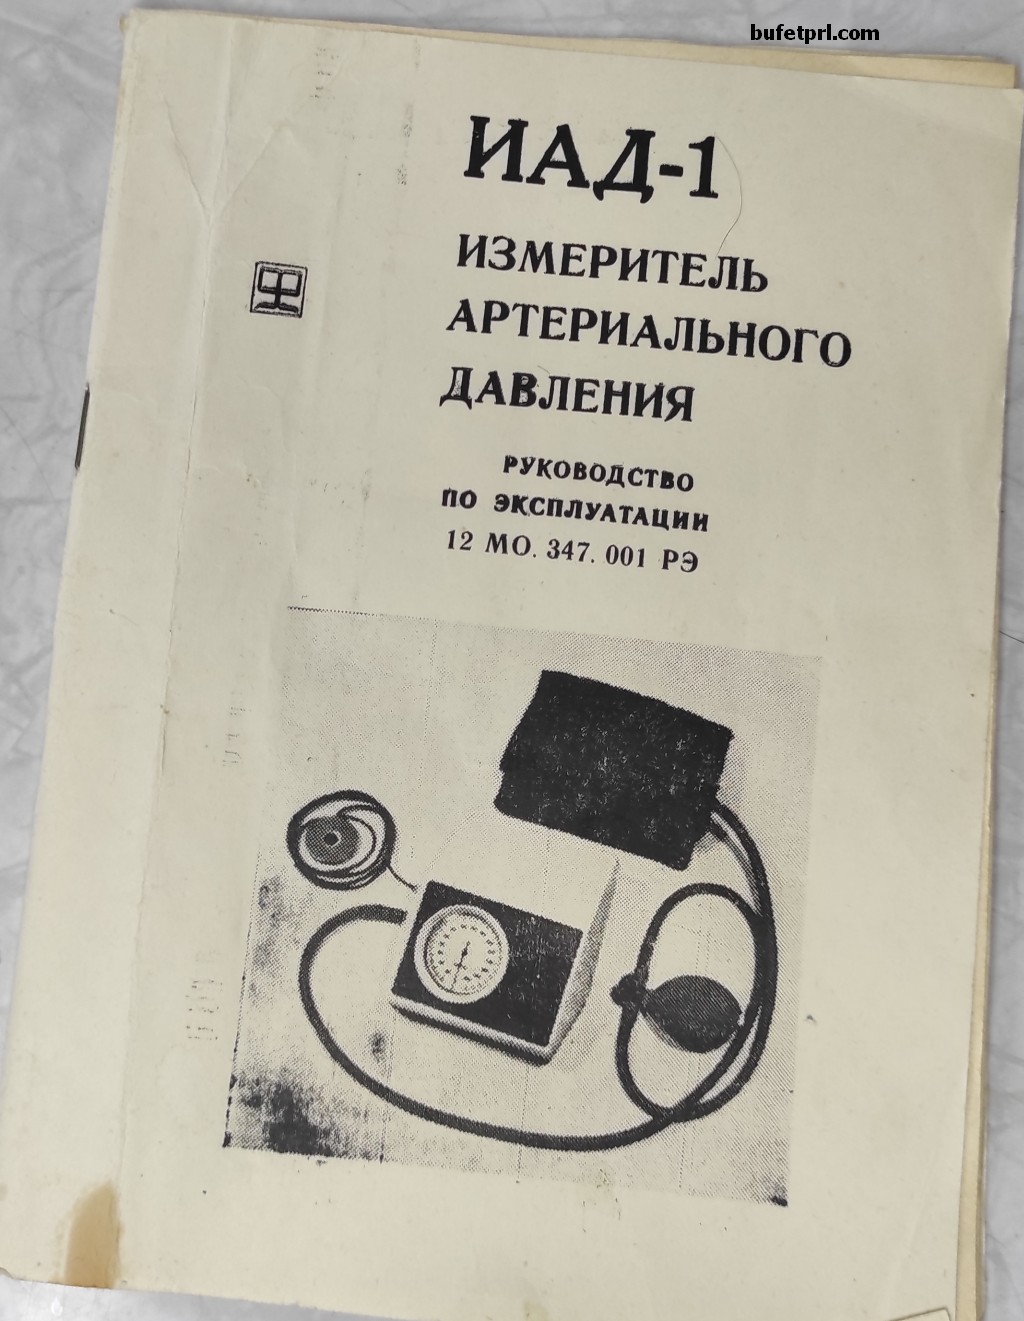 bufetprl.com
ИАД-1
ИЗМЕРИТЕЛЬ
АРТЕРИАЛЬНОГО
ДАВЛЕНИЯ
РУКОВОДСТВО
ПО ЭКСПЛУАТАЦИИ
12 МО. 347. 001 РЭ